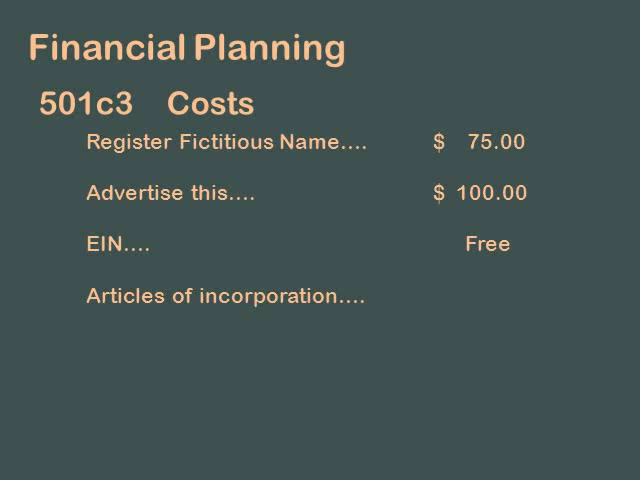 Financial Planning
501c3 Costs
Register Fictitious Name.... $ 75.00
Advertise this.... $ 100.00
EIN.... Free
Articles of incorporation....